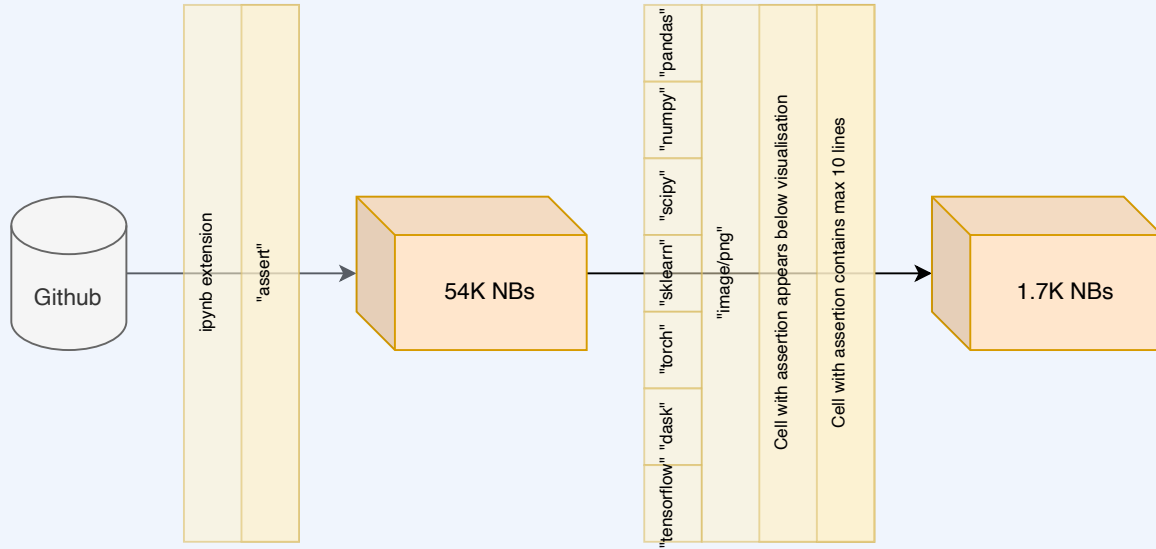 Github
ipynb extension
"assert"
54K NBs
"pandas"
"numpy"
"scipy"
"sklearn"
"torch"
"dask"
"tensorflow"
"image/png"
Cell with assertion appears below visualisation
Cell with assertion contains max 10 lines
1.7K NBs